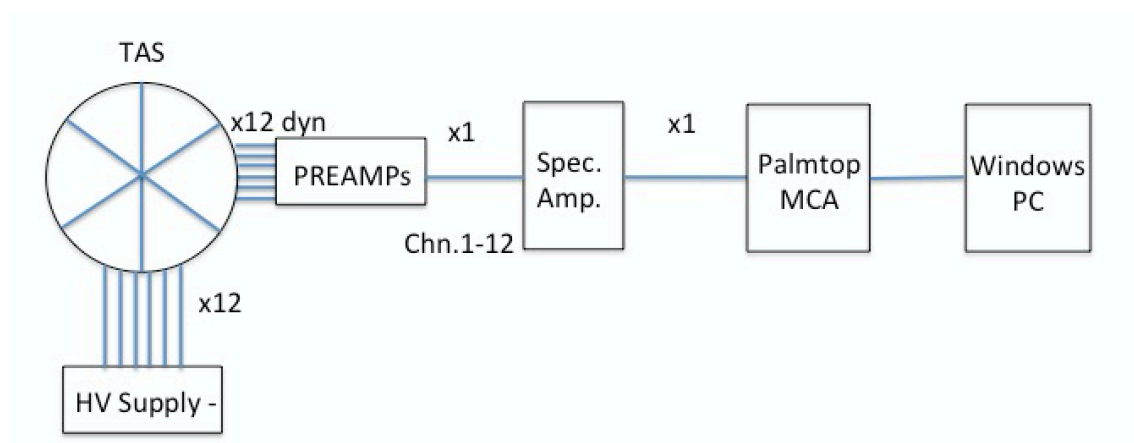 TAS
x12 dyn
x1
x1
PREAMPs
Spec.
Amp.
Palmtop
MCA
Windows
PC
Chn.1-12
x12
HV Supply -